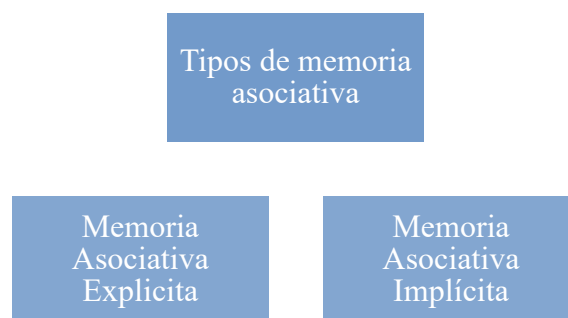 Tipos de memoria
asociativa
Memoria
Asociativa
Explicita
Memoria
Asociativa
Implícita